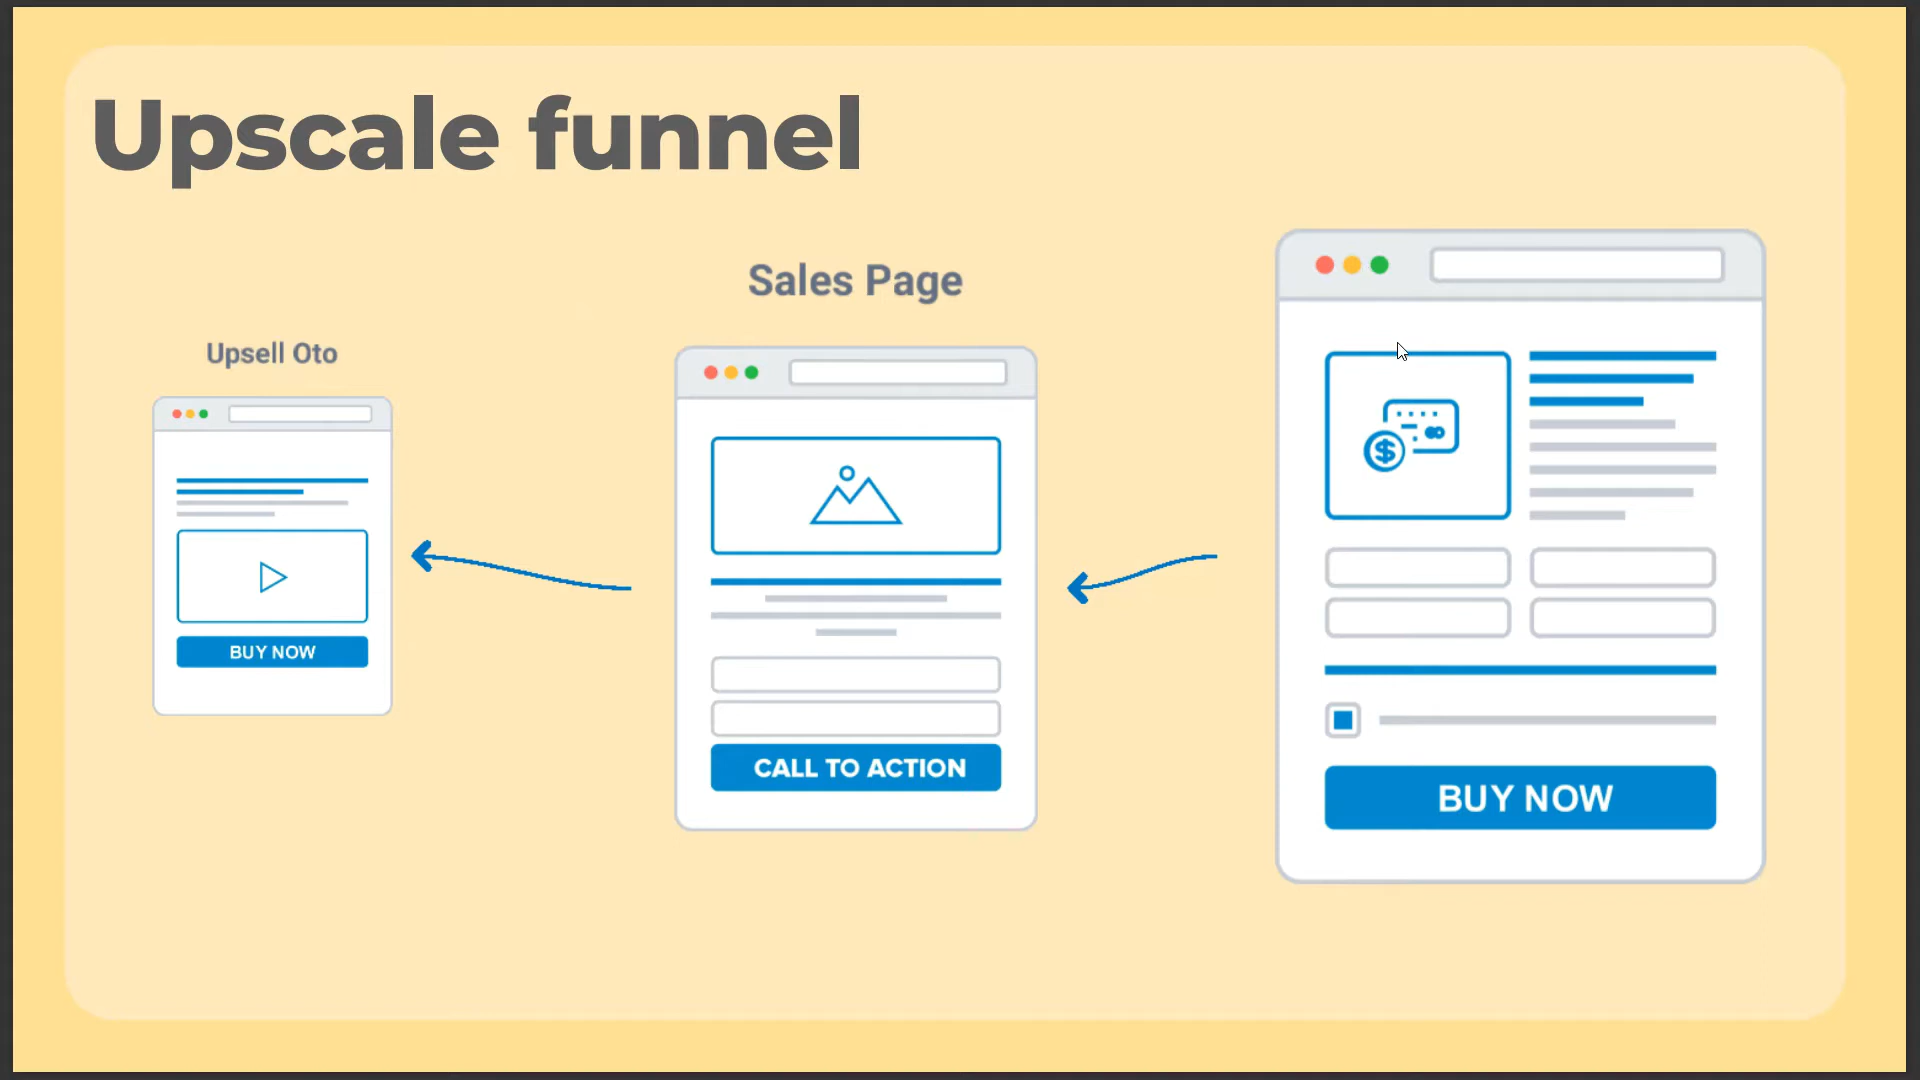 Upscale funnel
Sales Page
Upsell Oto
BUY NOW
CALL TO ACTION
BUY NOW